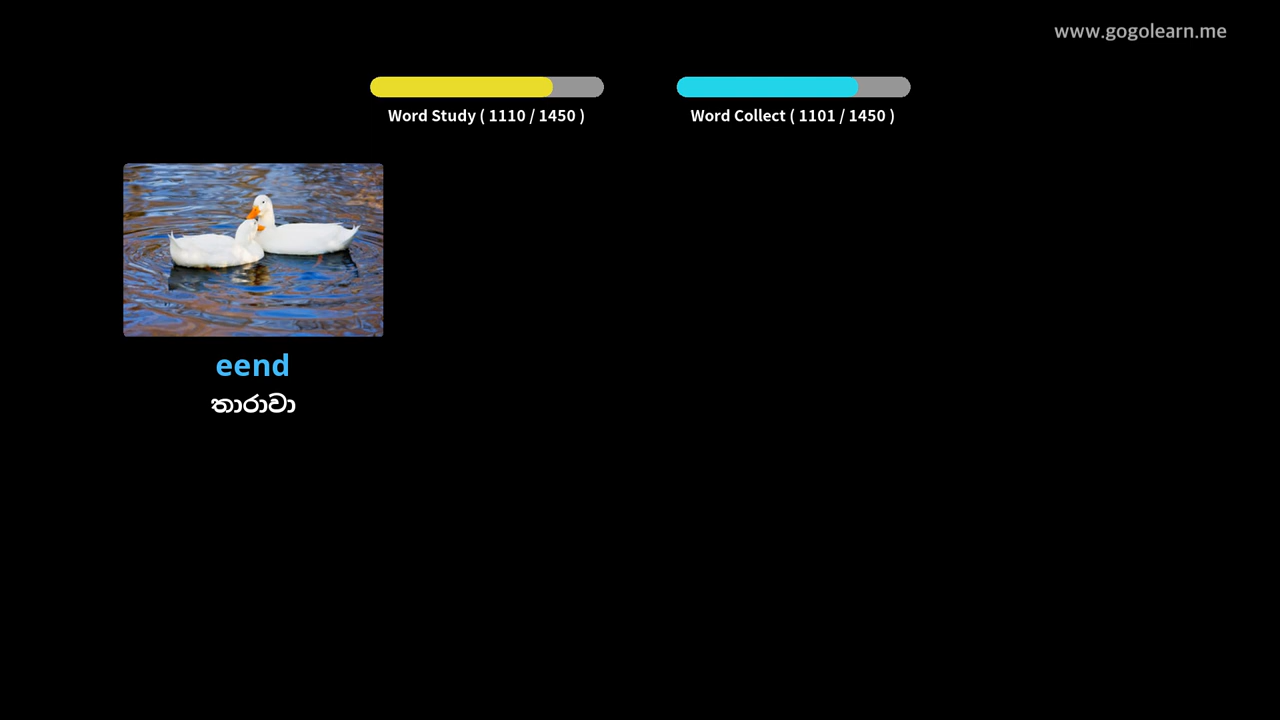 www.gogolearn.me
Word Study ( 1110 / 1450 )
Word Collect ( 1101 / 1450 )
eend
තාරාවා